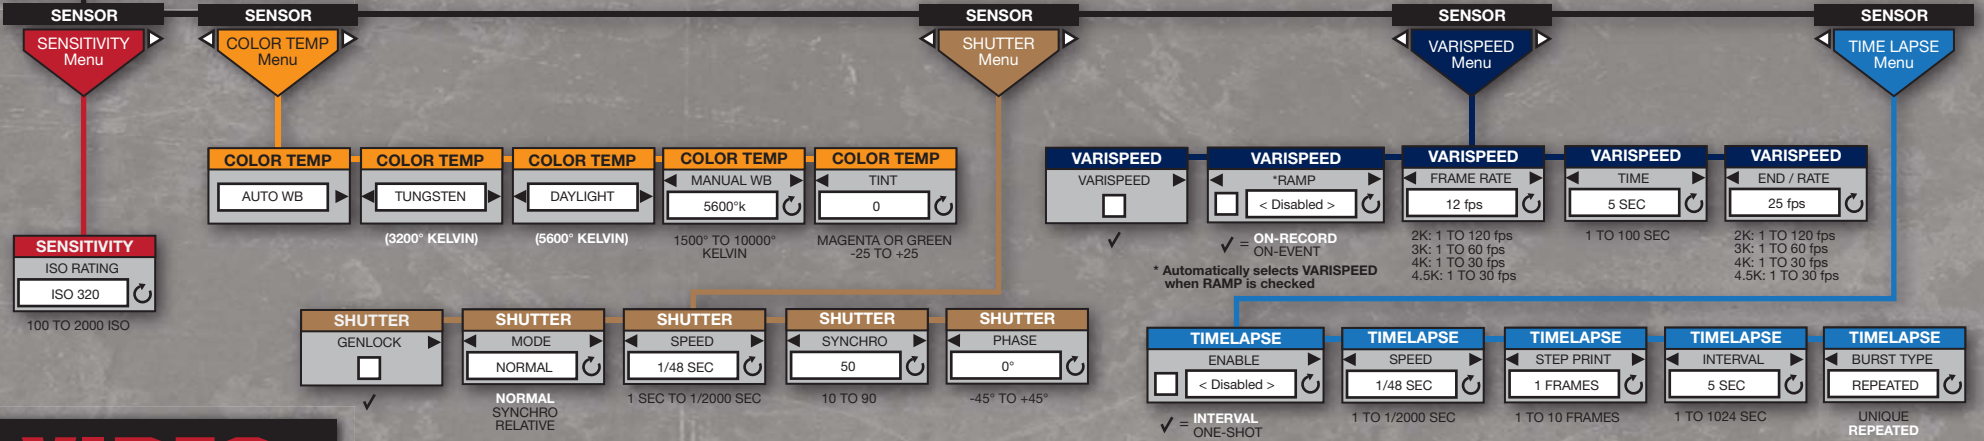 SENSOR
SENSITIVITY
Menu
SENSOR
COLOR TEMP
Menu
SENSOR
SHUTTER
Menu
SENSOR
VARISPEED
Menu
SENSOR
TIME LAPSE
Menu
SENSITIVITY
ISO RATING
ISO 320
100 TO 2000 ISO
COLOR TEMP
AUTO WB
COLOR TEMP
TUNGSTEN
(3200° KELVIN)
COLOR TEMP
DAYLIGHT
(5600° KELVIN)
COLOR TEMP
MANUAL WB
5600°k
1500° TO 10000°
KELVIN
COLOR TEMP
TINT
0
MAGENTA OR GREEN
-25 TO +25
SHUTTER
GENLOCK
✓
SHUTTER
MODE
NORMAL
NORMAL
SYNCHRO
RELATIVE
SHUTTER
SPEED
1/48 SEC
1 SEC TO 1/2000 SEC
SHUTTER
SYNCHRO
50
10 TO 90
SHUTTER
PHASE
0°
-45° TO +45°
VARISPEED
VARISPEED
✓
VARISPEED
*RAMP
< Disabled >
✓ = ON-RECORD
ON-EVENT
* Automatically selects VARISPEED
when RAMP is checked
VARISPEED
FRAME RATE
12 fps
2K: 1 TO 120 fps
3K: 1 TO 60 fps
4K: 1 TO 30 fps
4.5K: 1 TO 30 fps
VARISPEED
TIME
5 SEC
1 TO 100 SEC
VARISPEED
END / RATE
25 fps
2K: 1 TO 120 fps
3K: 1 TO 60 fps
4K: 1 TO 30 fps
4.5K: 1 TO 30 fps
TIMELAPSE
ENABLE
< Disabled >
✓ = INTERVAL
ONE-SHOT
TIMELAPSE
SPEED
1/48 SEC
1 TO 1/2000 SEC
TIMELAPSE
STEP PRINT
1 FRAMES
1 TO 10 FRAMES
TIMELAPSE
INTERVAL
5 SEC
1 TO 1024 SEC
TIMELAPSE
BURST TYPE
REPEATED
UNIQUE
REPEATED